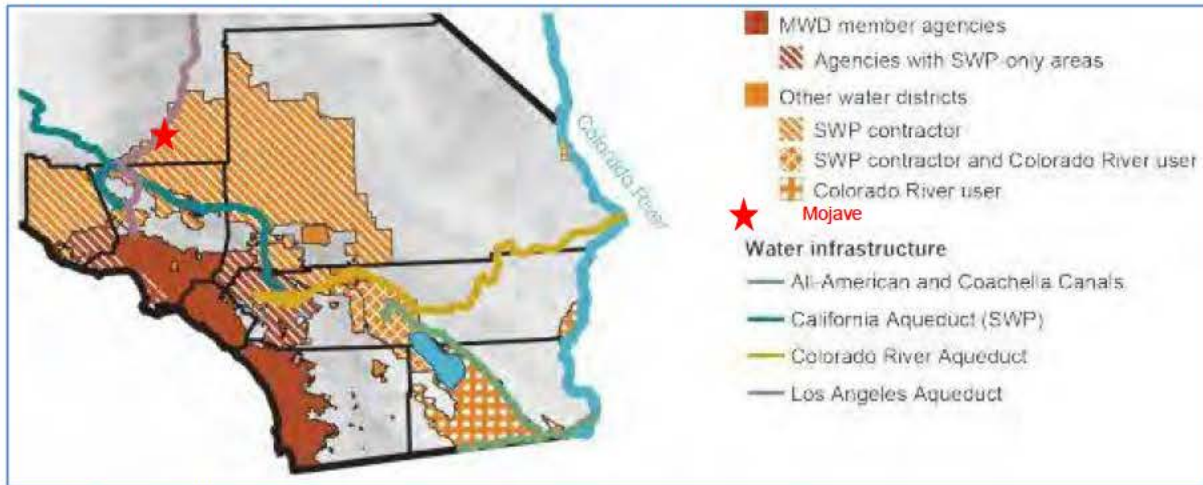 Colorado River
MWD member agencies
Agencies with SWP-only areas
Other water districts
SWP contractor
SWP contractor and Colorado River user
Colorado River user
Mojave
Water infrastructure
All-American and Coachella Canals
California Aqueduct (SWP)
Colorado River Aqueduct
Los Angeles Aqueduct